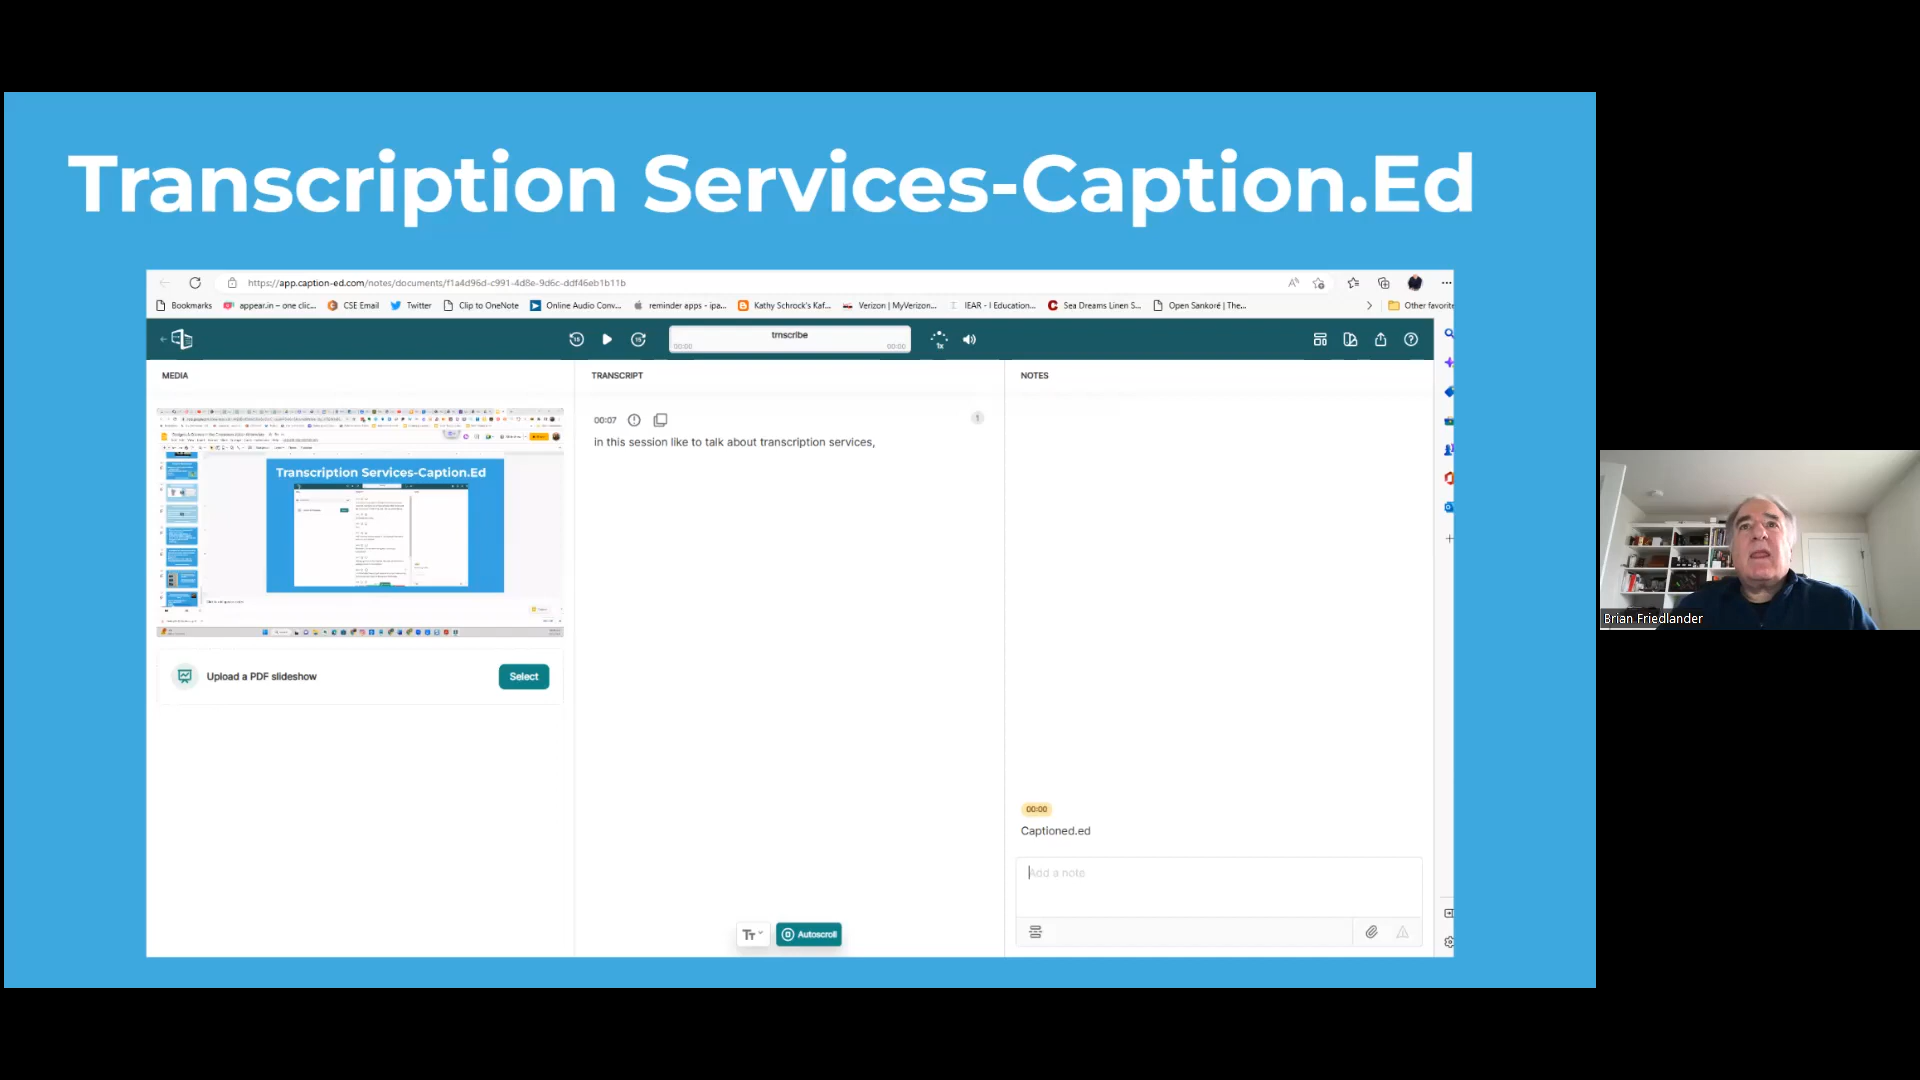 Transcription Services-Caption.Ed
https://app.caption-ed.com/notes/documents/f1a4d96d-c991-4d8e-9d6c-ddf46eb1b11b
Bookmarks appear.in – one clic... CSE Email Twitter Clip to OneNote Online Audio Conv... reminder apps - ipa... Kathy Schrock's Kaf... Verizon | MyVerizon... IEAR - I Education... Sea Dreams Linen S... Open Sankoré | The... Other favorite
trnscribe
00:00 00:00
1x
MEDIA
TRANSCRIPT
NOTES
00:07
1
in this session like to talk about transcription services,
Transcription Services-Caption.Ed
Upload a PDF slideshow
Select
00:00
Captioned.ed
Add a note
Tт
Autoscroll
Brian Friedlander